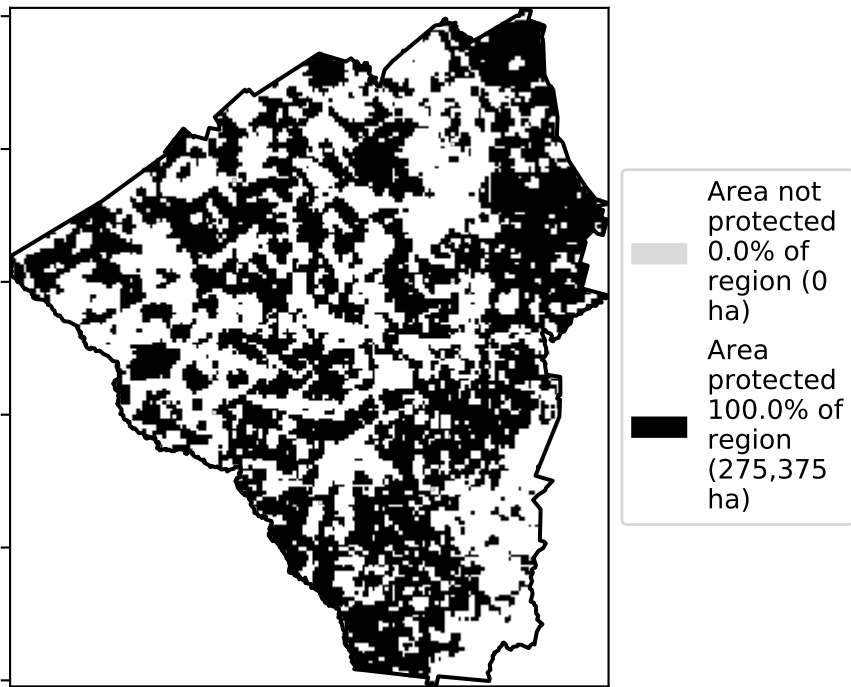 Area not
protected
0.0% of
region (0
ha)
Area
protected
100.0% of
region
(275,375
ha)